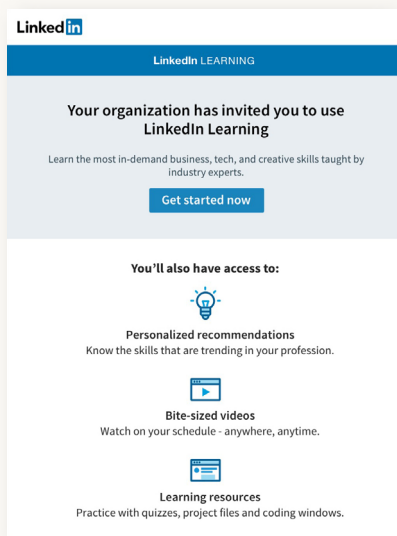 Linked in
LinkedIn LEARNING
Your organization has invited you to use
LinkedIn Learning
Learn the most in-demand business, tech, and creative skills taught by
industry experts.
Get started now
You'll also have access to:
Personalized recommendations
Know the skills that are trending in your profession.
Bite-sized videos
Watch on your schedule - anywhere, anytime.
Learning resources
Practice with quizzes, project files and coding windows.